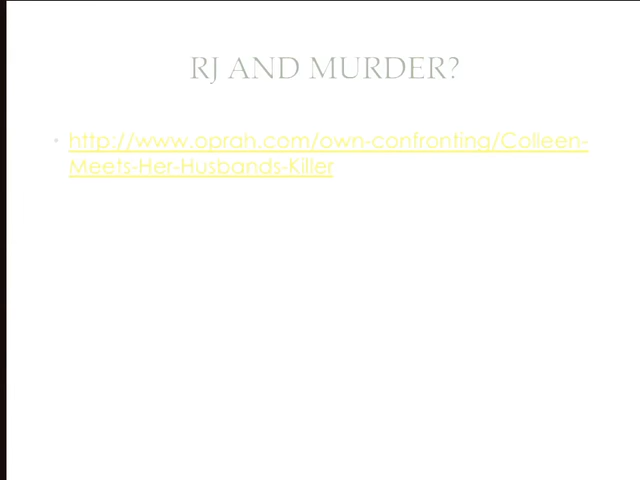 RJ AND MURDER?
• http://www.oprah.com/own-confronting/Colleen-
Meets-Her-Husbands-Killer